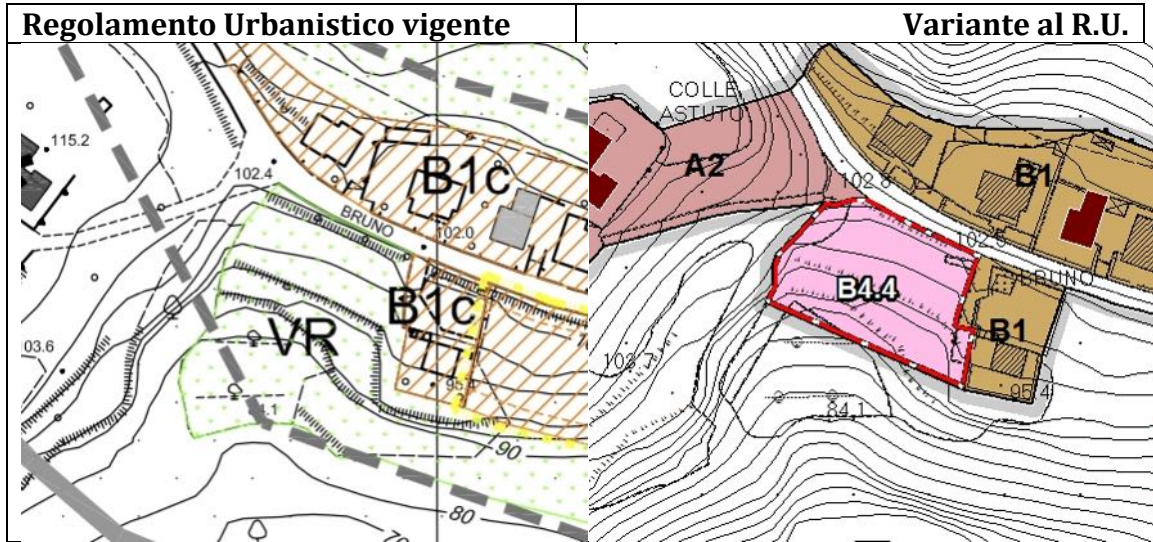 Regolamento Urbanistico vigente
Variante al R.U.
115.2
102.4
BRUNO
102.0
B1c
B1c
VR
03.6
95.4
90
80
COLLE
ASTUTO
A2
102.8
B1
102.6
BRUNO
B4.4
B1
103.7
95.4
84.1